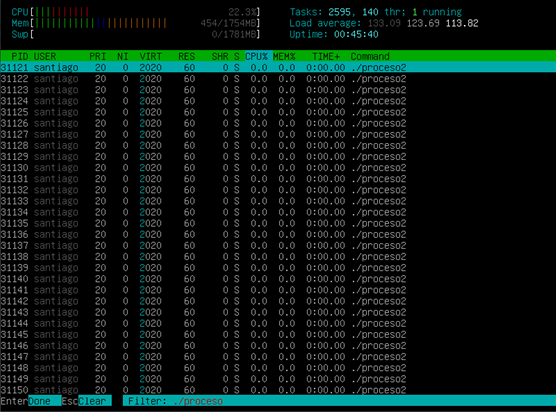 CPU[||||||||||| 22.3%] Tasks: 2595, 140 thr; 1 running
Mem[|||||||||||||||||||||||||| 454/1754MB] Load average: 133.09 123.69 113.82
Sup[ 0/1781MB] Uptime: 00:45:40
PID USER PRI NI VIRT RES SHR S CPU% MEM% TIME+ Command
31121 santiago 20 0 2020 60 0 S 0.0 0.0 0:00.00 ./proceso2
31122 santiago 20 0 2020 60 0 S 0.0 0.0 0:00.00 ./proceso2
31123 santiago 20 0 2020 60 0 S 0.0 0.0 0:00.00 ./proceso2
31124 santiago 20 0 2020 60 0 S 0.0 0.0 0:00.00 ./proceso2
31125 santiago 20 0 2020 60 0 S 0.0 0.0 0:00.00 ./proceso2
31126 santiago 20 0 2020 60 0 S 0.0 0.0 0:00.00 ./proceso2
31127 santiago 20 0 2020 60 0 S 0.0 0.0 0:00.00 ./proceso2
31128 santiago 20 0 2020 60 0 S 0.0 0.0 0:00.00 ./proceso2
31129 santiago 20 0 2020 60 0 S 0.0 0.0 0:00.00 ./proceso2
31130 santiago 20 0 2020 60 0 S 0.0 0.0 0:00.00 ./proceso2
31131 santiago 20 0 2020 60 0 S 0.0 0.0 0:00.00 ./proceso2
31132 santiago 20 0 2020 60 0 S 0.0 0.0 0:00.00 ./proceso2
31133 santiago 20 0 2020 60 0 S 0.0 0.0 0:00.00 ./proceso2
31134 santiago 20 0 2020 60 0 S 0.0 0.0 0:00.00 ./proceso2
31135 santiago 20 0 2020 60 0 S 0.0 0.0 0:00.00 ./proceso2
31136 santiago 20 0 2020 60 0 S 0.0 0.0 0:00.00 ./proceso2
31137 santiago 20 0 2020 60 0 S 0.0 0.0 0:00.00 ./proceso2
31138 santiago 20 0 2020 60 0 S 0.0 0.0 0:00.00 ./proceso2
31139 santiago 20 0 2020 60 0 S 0.0 0.0 0:00.00 ./proceso2
31140 santiago 20 0 2020 60 0 S 0.0 0.0 0:00.00 ./proceso2
31141 santiago 20 0 2020 60 0 S 0.0 0.0 0:00.00 ./proceso2
31142 santiago 20 0 2020 60 0 S 0.0 0.0 0:00.00 ./proceso2
31143 santiago 20 0 2020 60 0 S 0.0 0.0 0:00.00 ./proceso2
31144 santiago 20 0 2020 60 0 S 0.0 0.0 0:00.00 ./proceso2
31145 santiago 20 0 2020 60 0 S 0.0 0.0 0:00.00 ./proceso2
31146 santiago 20 0 2020 60 0 S 0.0 0.0 0:00.00 ./proceso2
31147 santiago 20 0 2020 60 0 S 0.0 0.0 0:00.00 ./proceso2
31148 santiago 20 0 2020 60 0 S 0.0 0.0 0:00.00 ./proceso2
31149 santiago 20 0 2020 60 0 S 0.0 0.0 0:00.00 ./proceso2
31150 santiago 20 0 2020 60 0 S 0.0 0.0 0:00.00 ./proceso2
EnterDone EscClear Filter: ./proceso